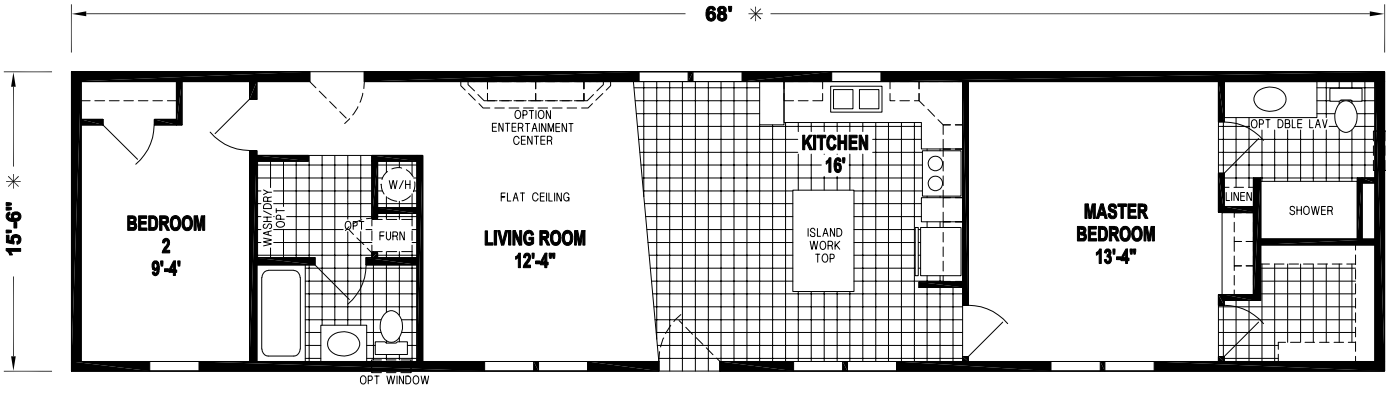 68' *
15'-6" *
OPTION
ENTERTAINMENT
CENTER
OPT DBLE LAV
KITCHEN
16'
W/H
LINEN
FLAT CEILING
SHOWER
WASH/DRY
OPT
OPT
BEDROOM
2
9'-4'
FURN
LIVING ROOM
12'-4"
ISLAND
WORK
TOP
MASTER
BEDROOM
13'-4"
OPT WINDOW